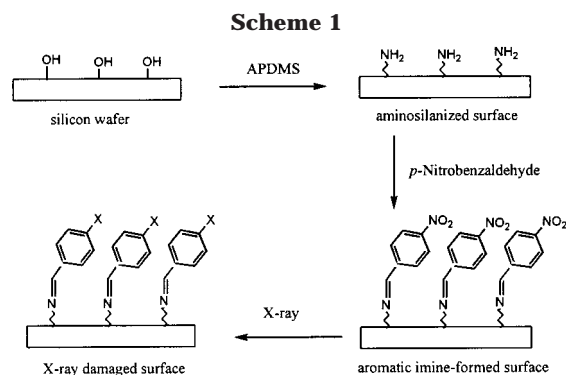 Scheme 1
OH OH OH
silicon wafer
APDMS
NH2 NH2 NH2
aminosilanized surface
p-Nitrobenzaldehyde
NO2 NO2 NO2
N N N
aromatic imine-formed surface
X-ray
X X X
N N N
X-ray damaged surface